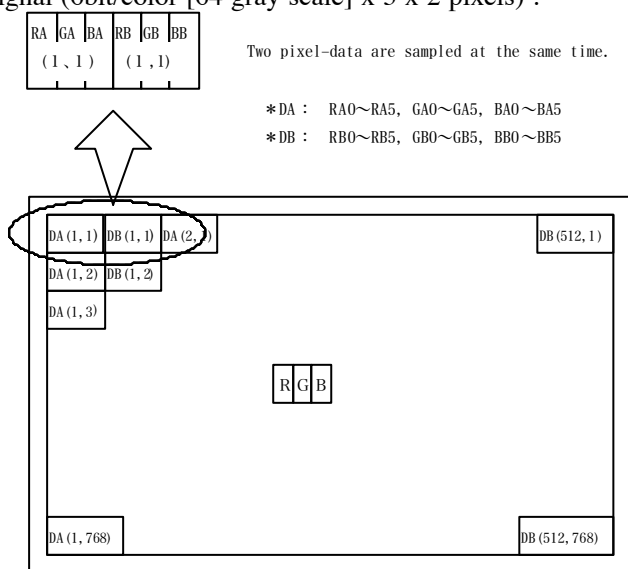 gnal (6bit/color [64 gray scale] x 3 x 2 pixels) .
RA GA BA RB GB BB
(1、1) (1,1)
Two pixel-data are sampled at the same time.
*DA : RA0~RA5, GA0~GA5, BA0~BA5
*DB : RB0~RB5, GB0~GB5, BB0~BB5
DA(1,1) DB(1,1) DA(2,1) DB(512,1)
DA(1,2) DB(1,2)
DA(1,3)
R G B
DA(1,768) DB(512,768)